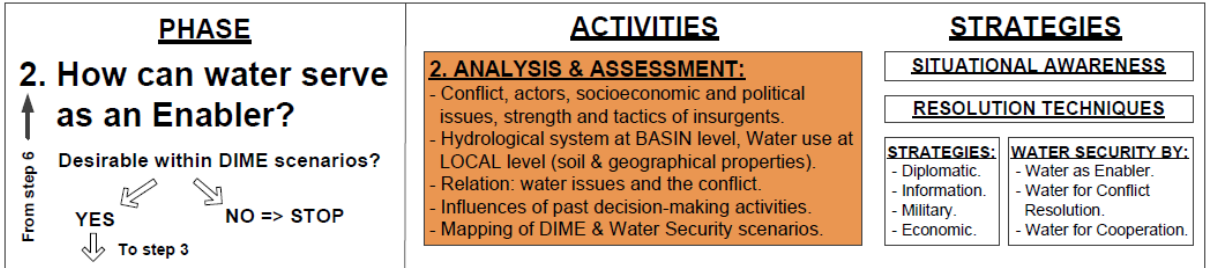 PHASE
2. How can water serve
as an Enabler?
From step 6
Desirable within DIME scenarios?
YES
NO => STOP
To step 3
ACTIVITIES
2. ANALYSIS & ASSESSMENT:
- Conflict, actors, socioeconomic and political
issues, strength and tactics of insurgents.
- Hydrological system at BASIN level, Water use at
LOCAL level (soil & geographical properties).
- Relation: water issues and the conflict.
- Influences of past decision-making activities.
- Mapping of DIME & Water Security scenarios.
STRATEGIES
SITUATIONAL AWARENESS
RESOLUTION TECHNIQUES
STRATEGIES:
- Diplomatic.
- Information.
- Military.
- Economic.
WATER SECURITY BY:
- Water as Enabler.
- Water for Conflict
Resolution.
- Water for Cooperation.